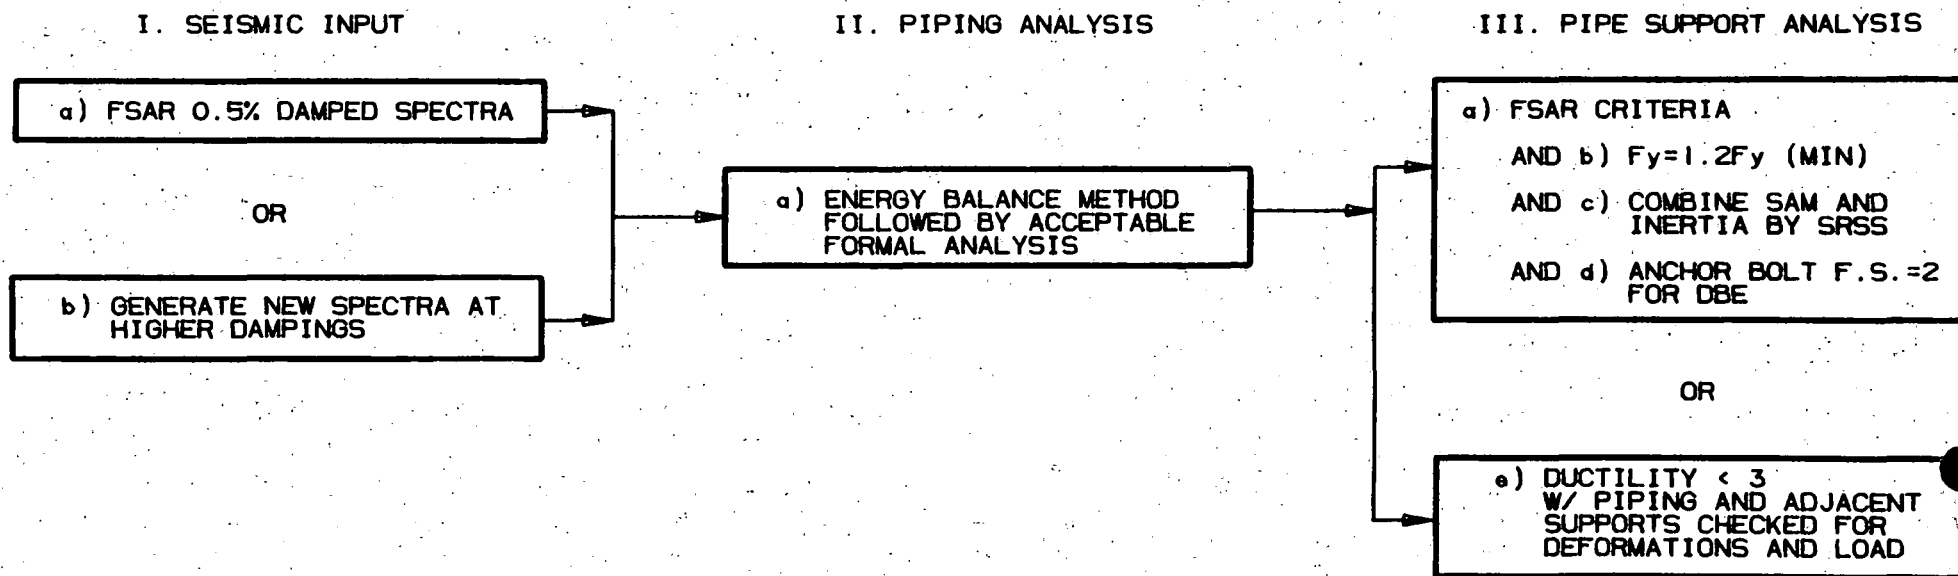 I. SEISMIC INPUT
a) FSAR 0.5% DAMPED SPECTRA
OR
b) GENERATE NEW SPECTRA AT
HIGHER DAMPINGS
II. PIPING ANALYSIS
a) ENERGY BALANCE METHOD
FOLLOWED BY ACCEPTABLE
FORMAL ANALYSIS
III. PIPE SUPPORT ANALYSIS
a) FSAR CRITERIA
AND b) Fy=1.2Fy (MIN)
AND c) COMBINE SAM AND
INERTIA BY SRSS
AND d) ANCHOR BOLT F.S.=2
FOR DBE
OR
e) DUCTILITY < 3
W/ PIPING AND ADJACENT
SUPPORTS CHECKED FOR
DEFORMATIONS AND LOAD